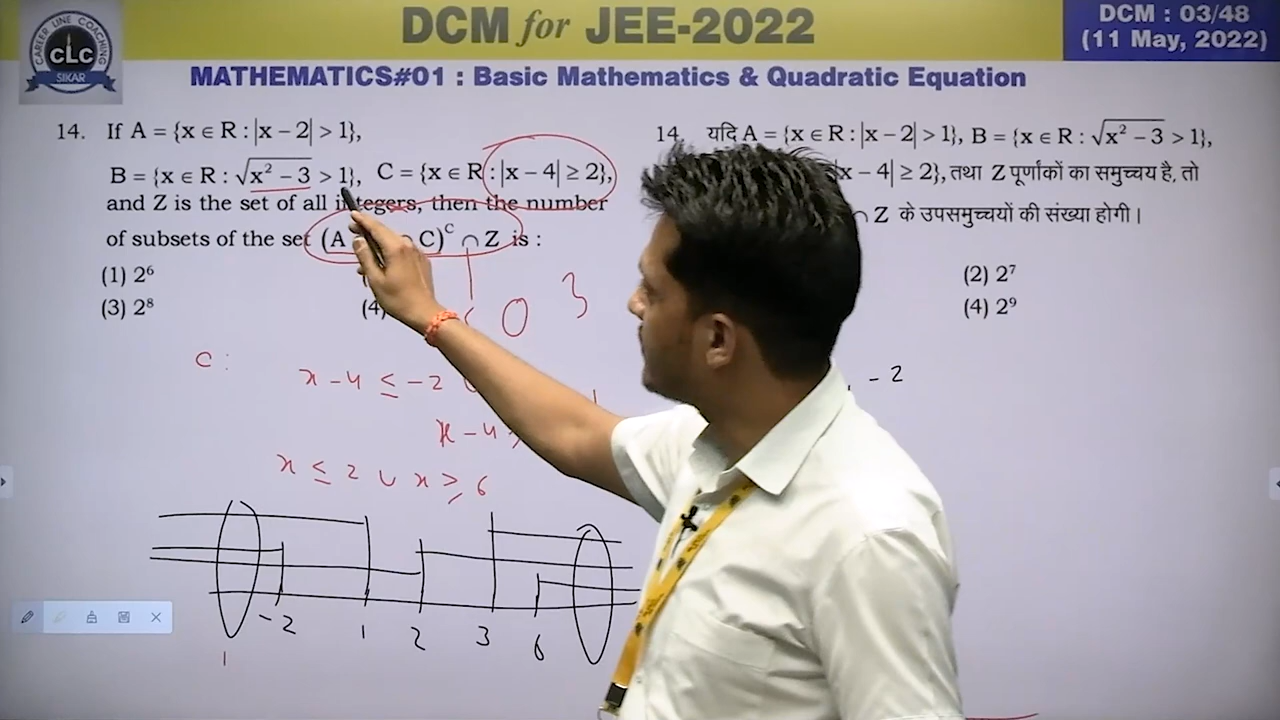 CAREER LINE COACHING
CLC
SIKAR
DCM for JEE-2022
DCM : 03/48
(11 May, 2022)
MATHEMATICS#01 : Basic Mathematics & Quadratic Equation
14. If A = {x ∈ R : |x − 2| > 1},
B = {x ∈ R : √(x² − 3) > 1}, C = {x ∈ R : |x − 4| ≥ 2},
and Z is the set of all integers, then the number
of subsets of the set (A ∩ C)ᶜ ∩ Z is :
(1) 2⁶
(3) 2⁸
(4)
14. यदि A = {x ∈ R : |x − 2| > 1}, B = {x ∈ R : √(x² − 3) > 1},
|x − 4| ≥ 2}, तथा Z पूर्णांकों का समुच्चय है, तो
∩ Z के उपसमुच्चयों की संख्या होगी।
(2) 2⁷
(4) 2⁹
0 }
C :
x − 4 ≤ −2
x − 4
x ≤ 2 ∪ x ≥ 6
, −2
−2 1 2 3 6